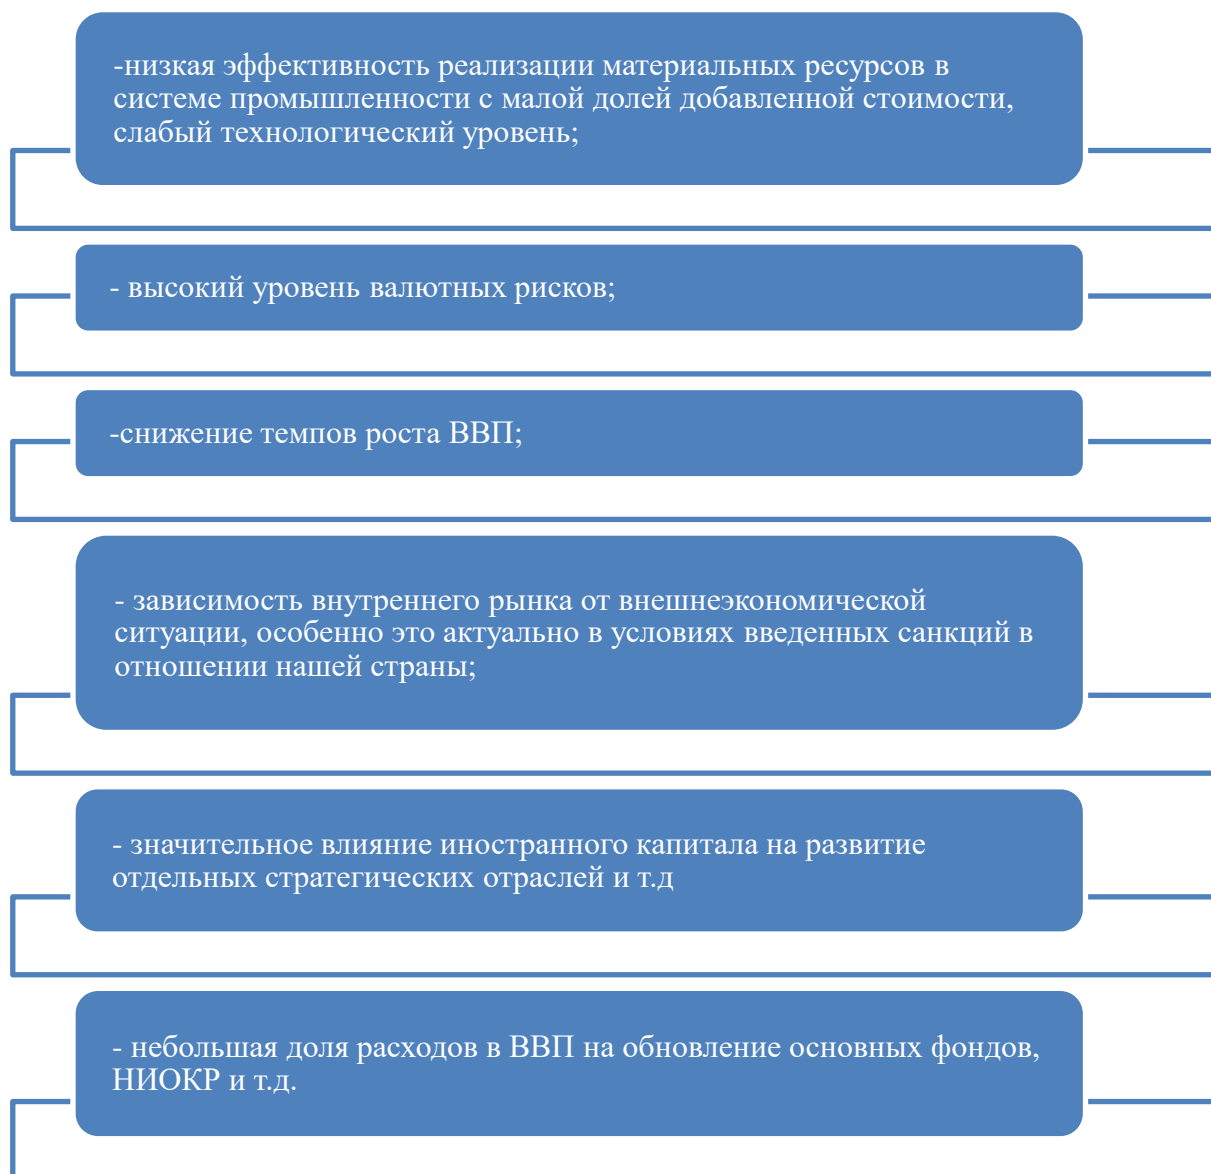 -низкая эффективность реализации материальных ресурсов в
системе промышленности с малой долей добавленной стоимости,
слабый технологический уровень;
- высокий уровень валютных рисков;
-снижение темпов роста ВВП;
- зависимость внутреннего рынка от внешнеэкономической
ситуации, особенно это актуально в условиях введенных санкций в
отношении нашей страны;
- значительное влияние иностранного капитала на развитие
отдельных стратегических отраслей и т.д
- небольшая доля расходов в ВВП на обновление основных фондов,
НИОКР и т.д.